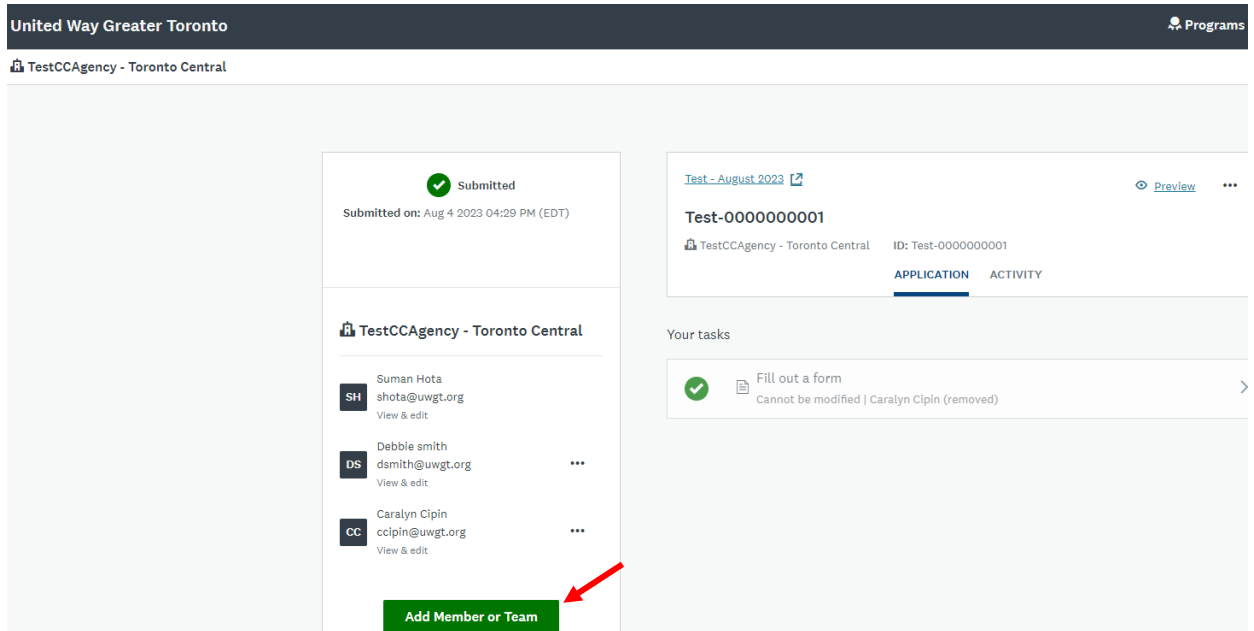 United Way Greater Toronto
Programs
TestCCAgency - Toronto Central
Submitted
Submitted on: Aug 4 2023 04:29 PM (EDT)
TestCCAgency - Toronto Central
SH
Suman Hota
shota@uwgt.org
View & edit
DS
Debbie smith
dsmith@uwgt.org
View & edit
CC
Caralyn Cipin
ccipin@uwgt.org
View & edit
Add Member or Team
Test - August 2023
Preview
Test-0000000001
TestCCAgency - Toronto Central ID: Test-0000000001
APPLICATION ACTIVITY
Your tasks
Fill out a form
Cannot be modified | Caralyn Cipin (removed)